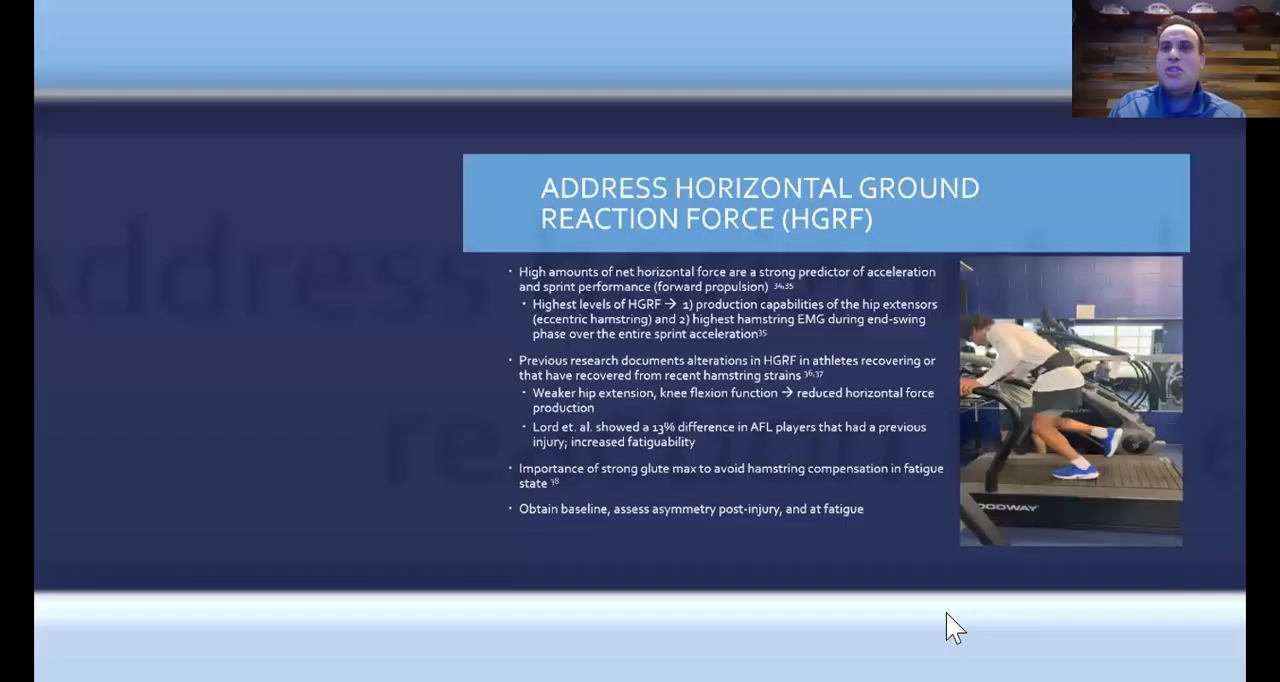 ADDRESS HORIZONTAL GROUND
REACTION FORCE (HGRF)
· High amounts of net horizontal force are a strong predictor of acceleration
and sprint performance (forward propulsion) 34,35
· Highest levels of HGRF → 1) production capabilities of the hip extensors
(eccentric hamstring) and 2) highest hamstring EMG during end-swing
phase over the entire sprint acceleration35
· Previous research documents alterations in HGRF in athletes recovering or
that have recovered from recent hamstring strains 36,37
· Weaker hip extension, knee flexion function → reduced horizontal force
production
· Lord et. al. showed a 13% difference in AFL players that had a previous
injury; increased fatiguability
· Importance of strong glute max to avoid hamstring compensation in fatigue
state 38
· Obtain baseline, assess asymmetry post-injury, and at fatigue
OODWAY